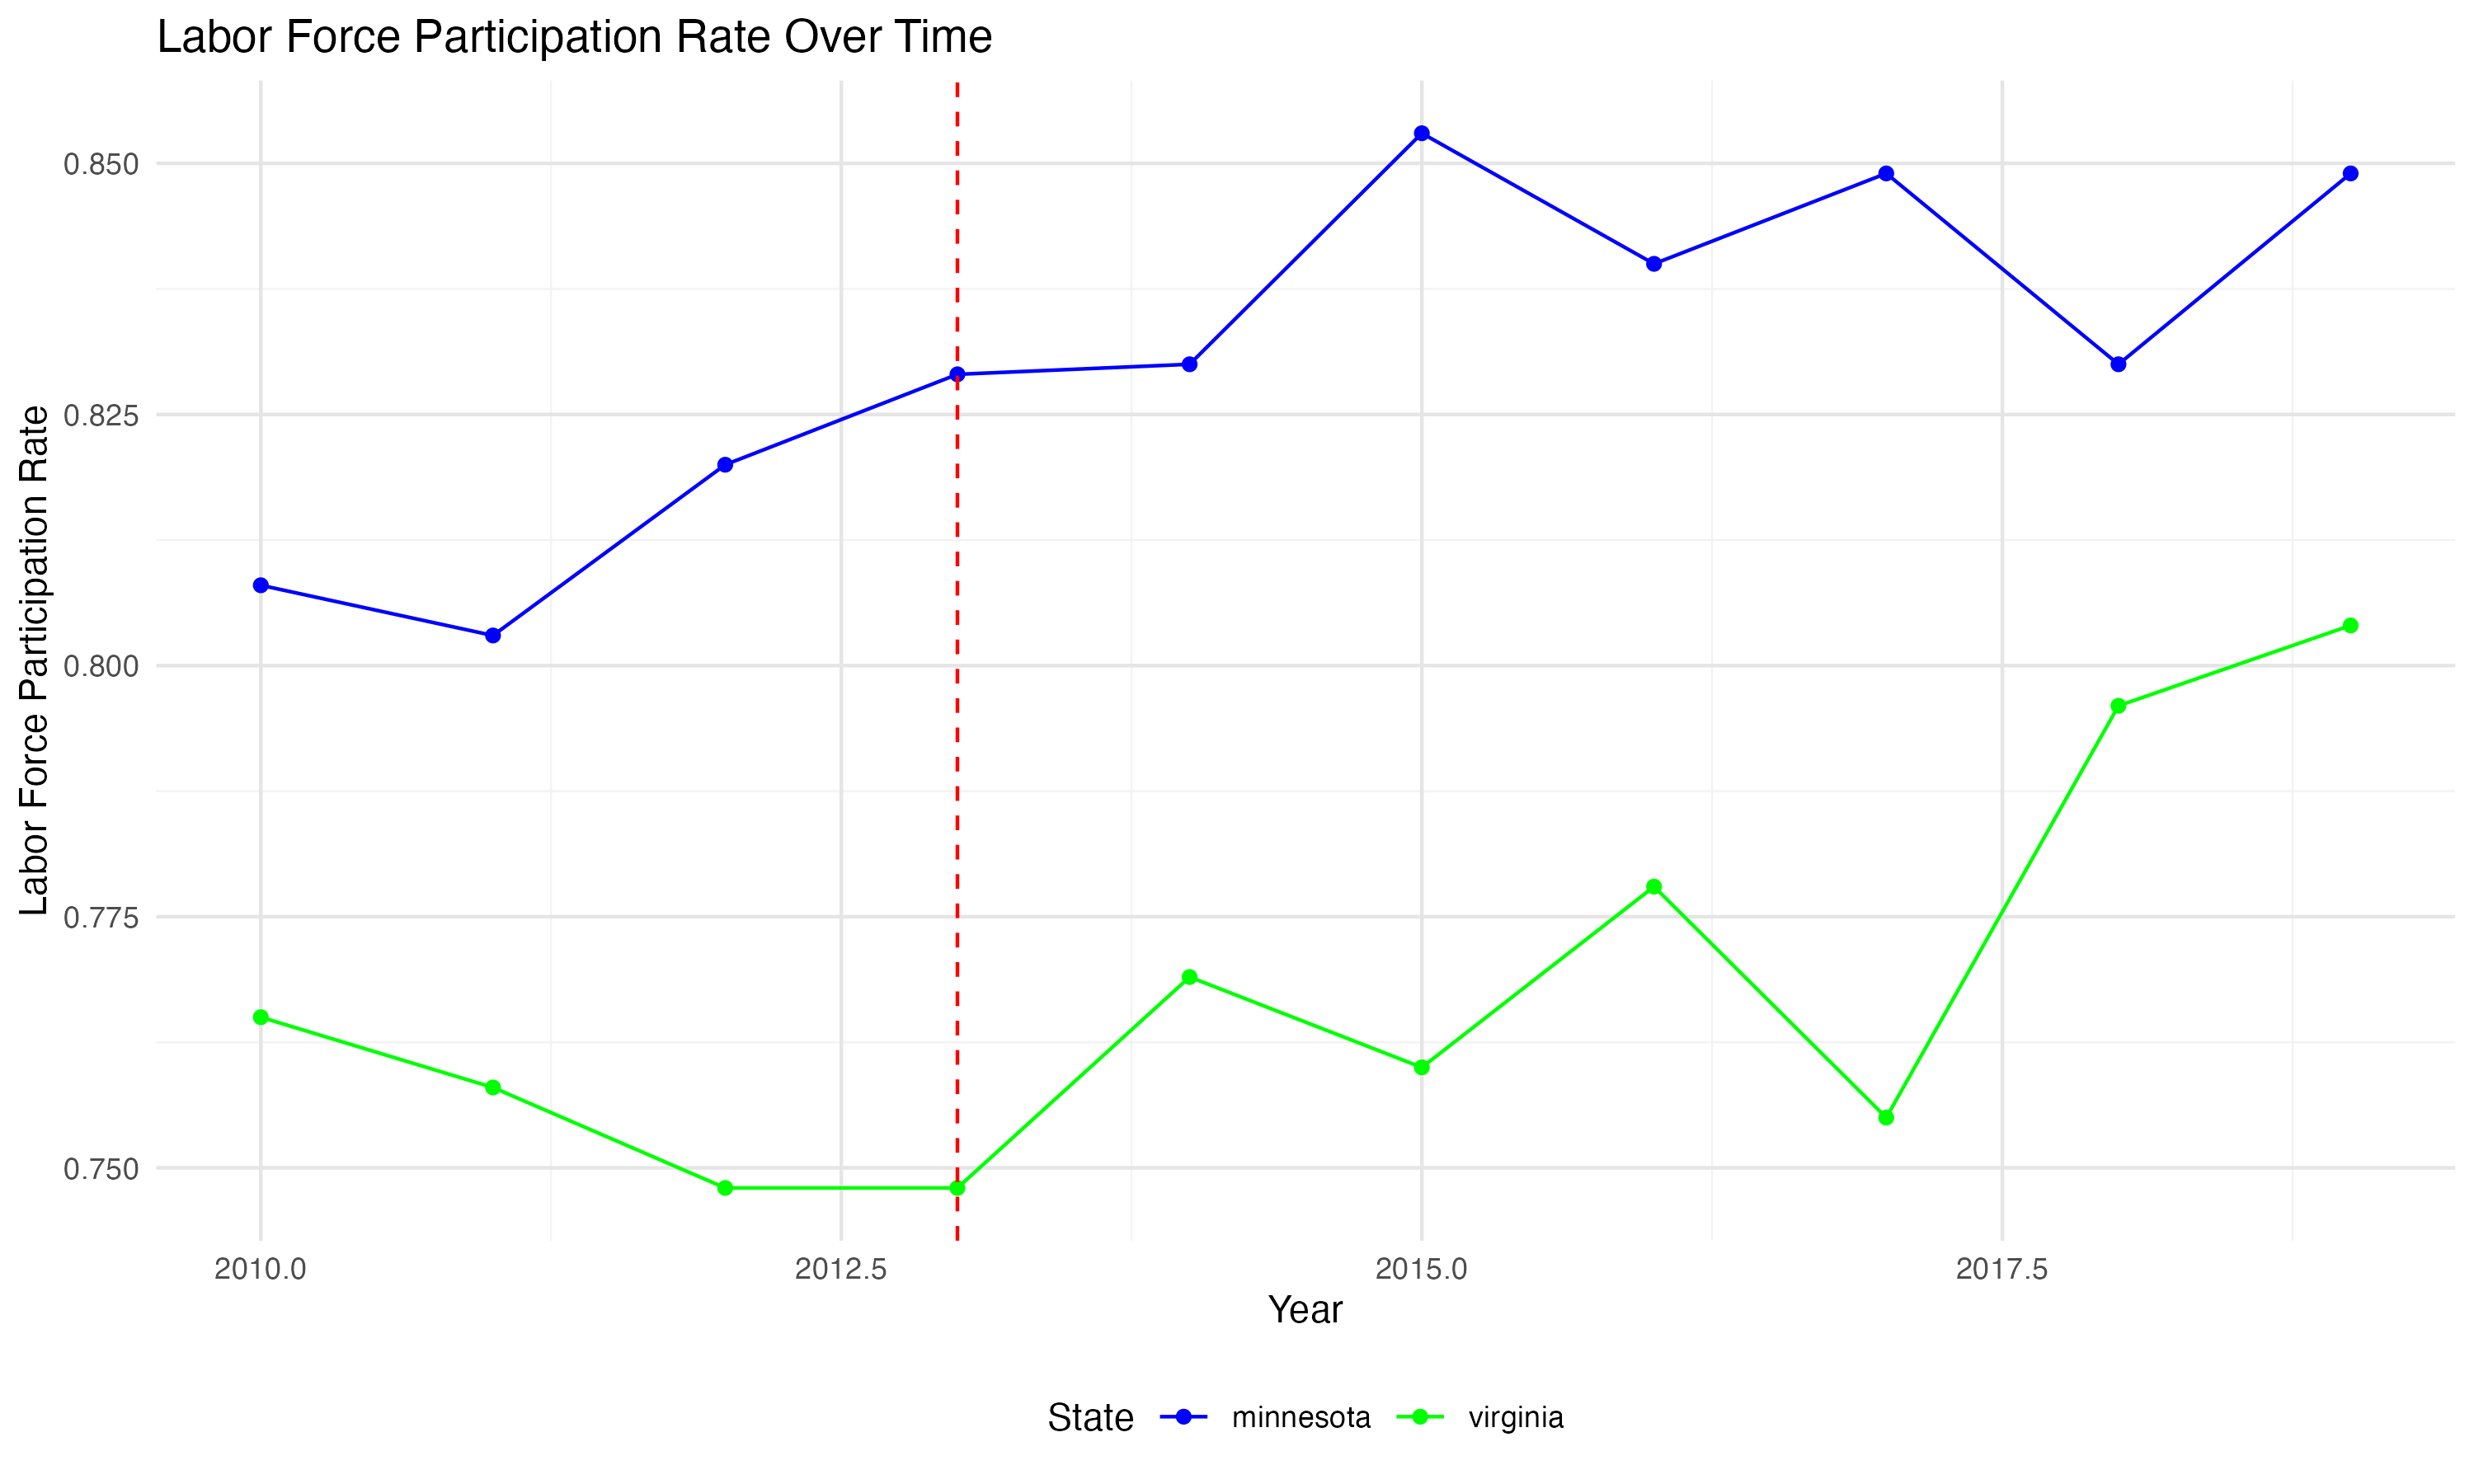 Labor Force Participation Rate Over Time
Labor Force Participation Rate
0.850
0.825
0.800
0.775
0.750
2010.0 2012.5 2015.0 2017.5
Year
State minnesota virginia